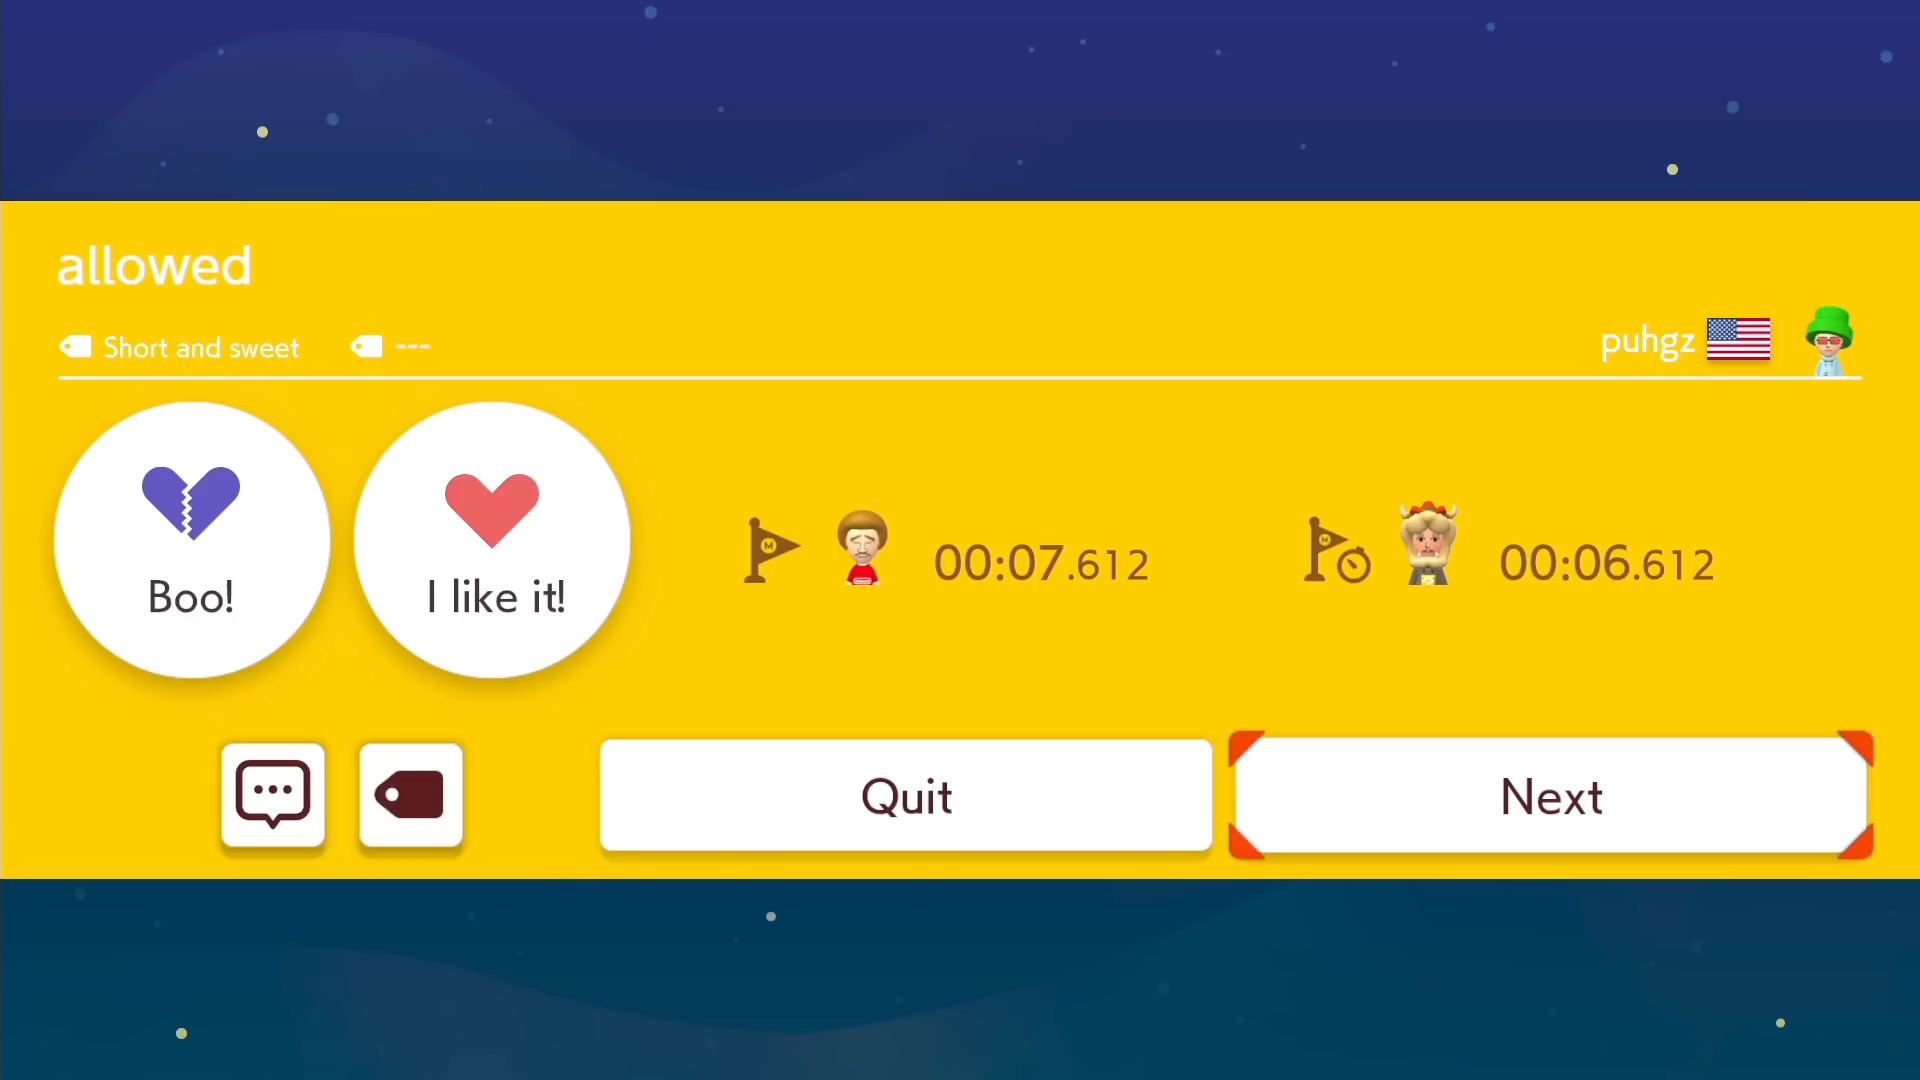 allowed
Short and sweet ---
puhgz
Boo!
I like it!
M 00:07.612
M 00:06.612
Quit
Next